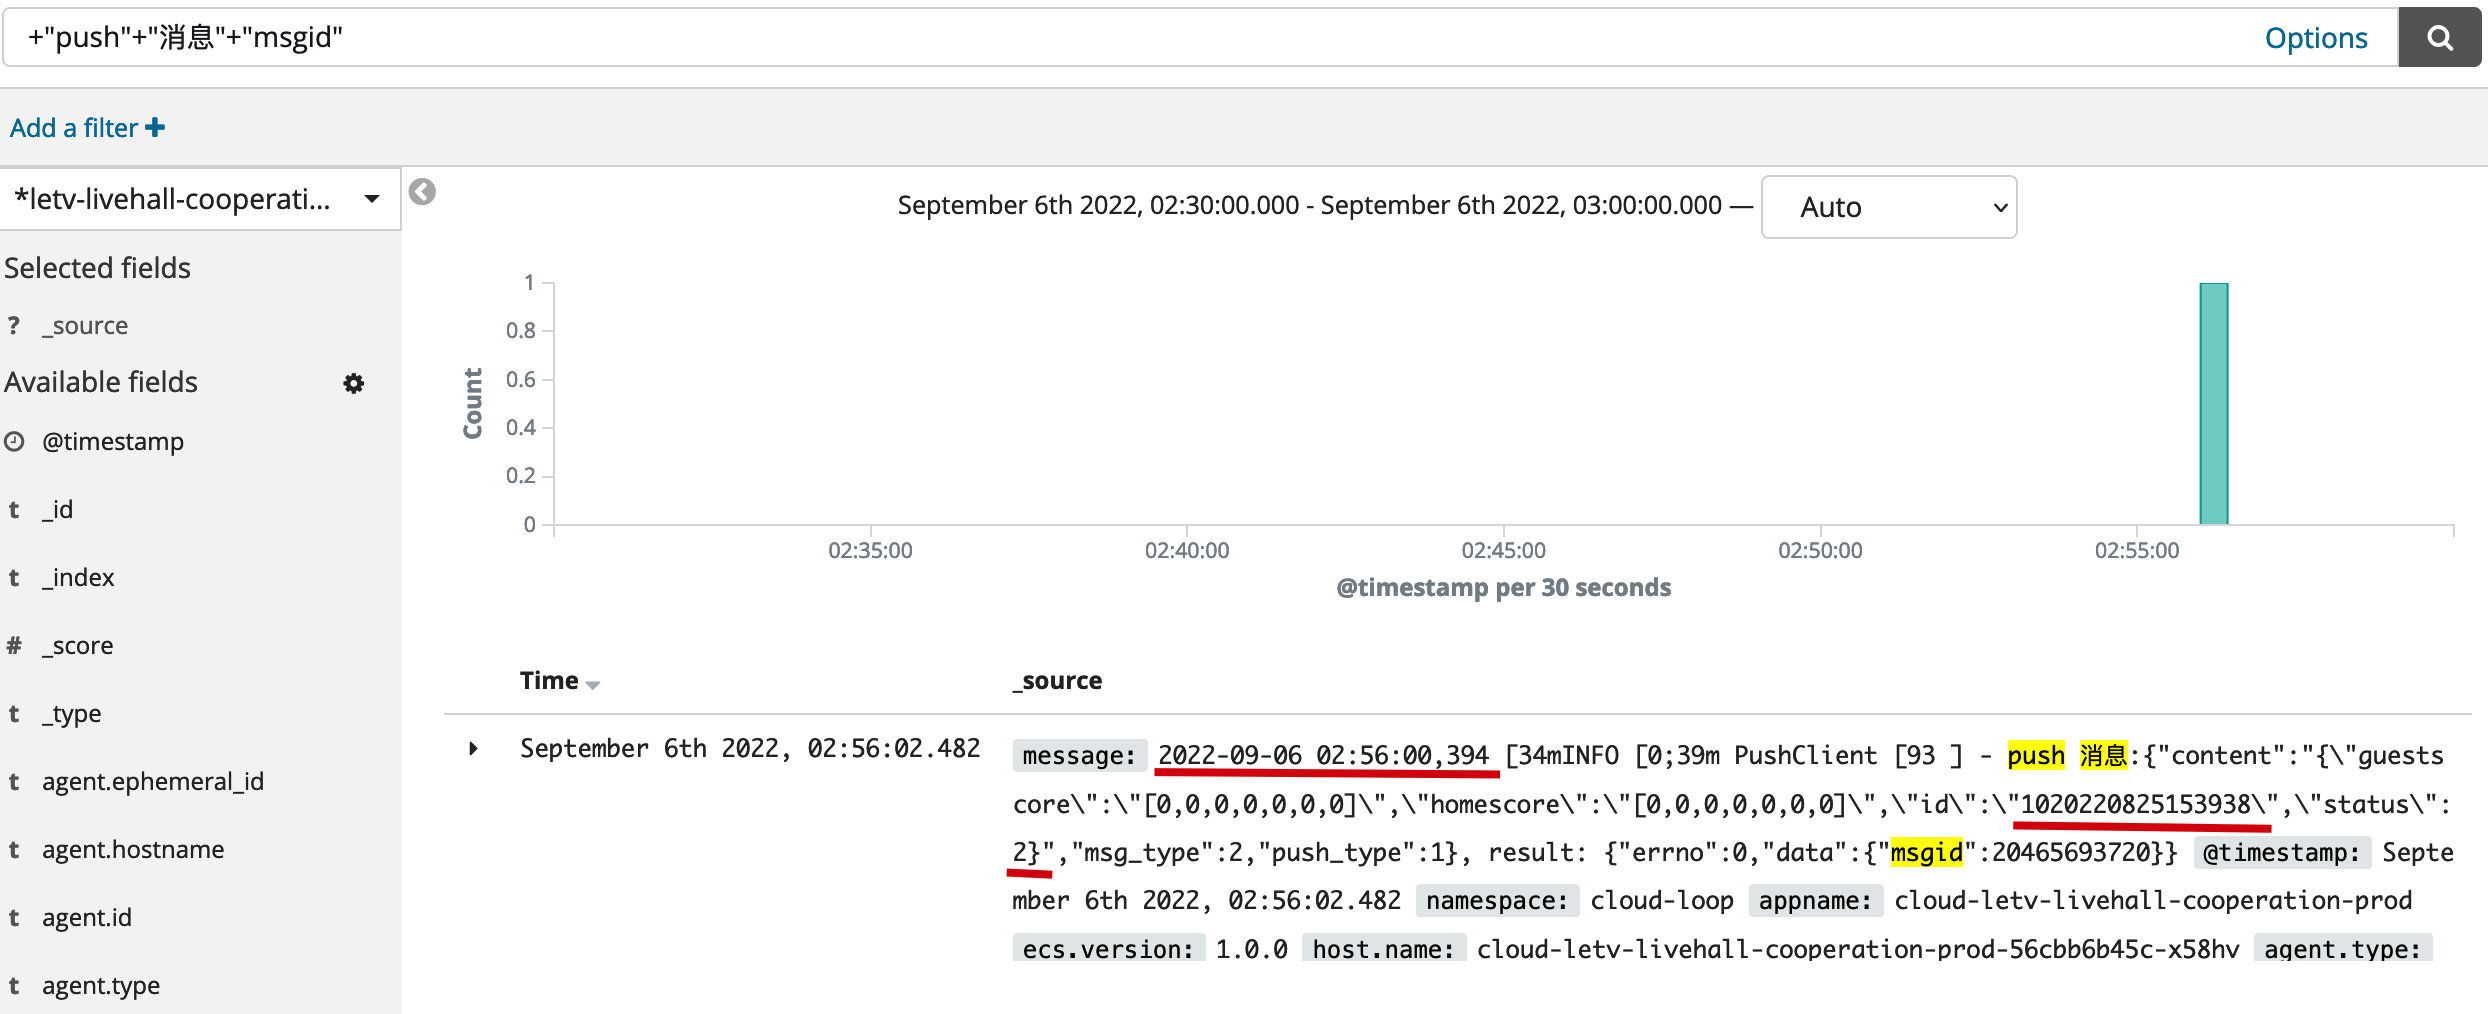 +"push"+"消息"+"msgid"
Options
Add a filter
*letv-livehall-cooperati...
September 6th 2022, 02:30:00.000 - September 6th 2022, 03:00:00.000 —
Auto
Selected fields
? _source
Available fields
@timestamp
t _id
t _index
# _score
t _type
t agent.ephemeral_id
t agent.hostname
t agent.id
t agent.type
Count
1
0.8
0.6
0.4
0.2
0
02:35:00
02:40:00
02:45:00
02:50:00
02:55:00
@timestamp per 30 seconds
Time _source
September 6th 2022, 02:56:02.482
message: 2022-09-06 02:56:00,394 [34mINFO [0;39m PushClient [93 ] - push 消息:{"content":"{\"guests
core\":\"[0,0,0,0,0,0,0]\",\"homescore\":\"[0,0,0,0,0,0,0]\",\"id\":\"1020220825153938\",\"status\":
2}","msg_type":2,"push_type":1}, result: {"errno":0,"data":{"msgid":20465693720}} @timestamp: Septe
mber 6th 2022, 02:56:02.482 namespace: cloud-loop appname: cloud-letv-livehall-cooperation-prod
ecs.version: 1.0.0 host.name: cloud-letv-livehall-cooperation-prod-56cbb6b45c-x58hv agent.type: